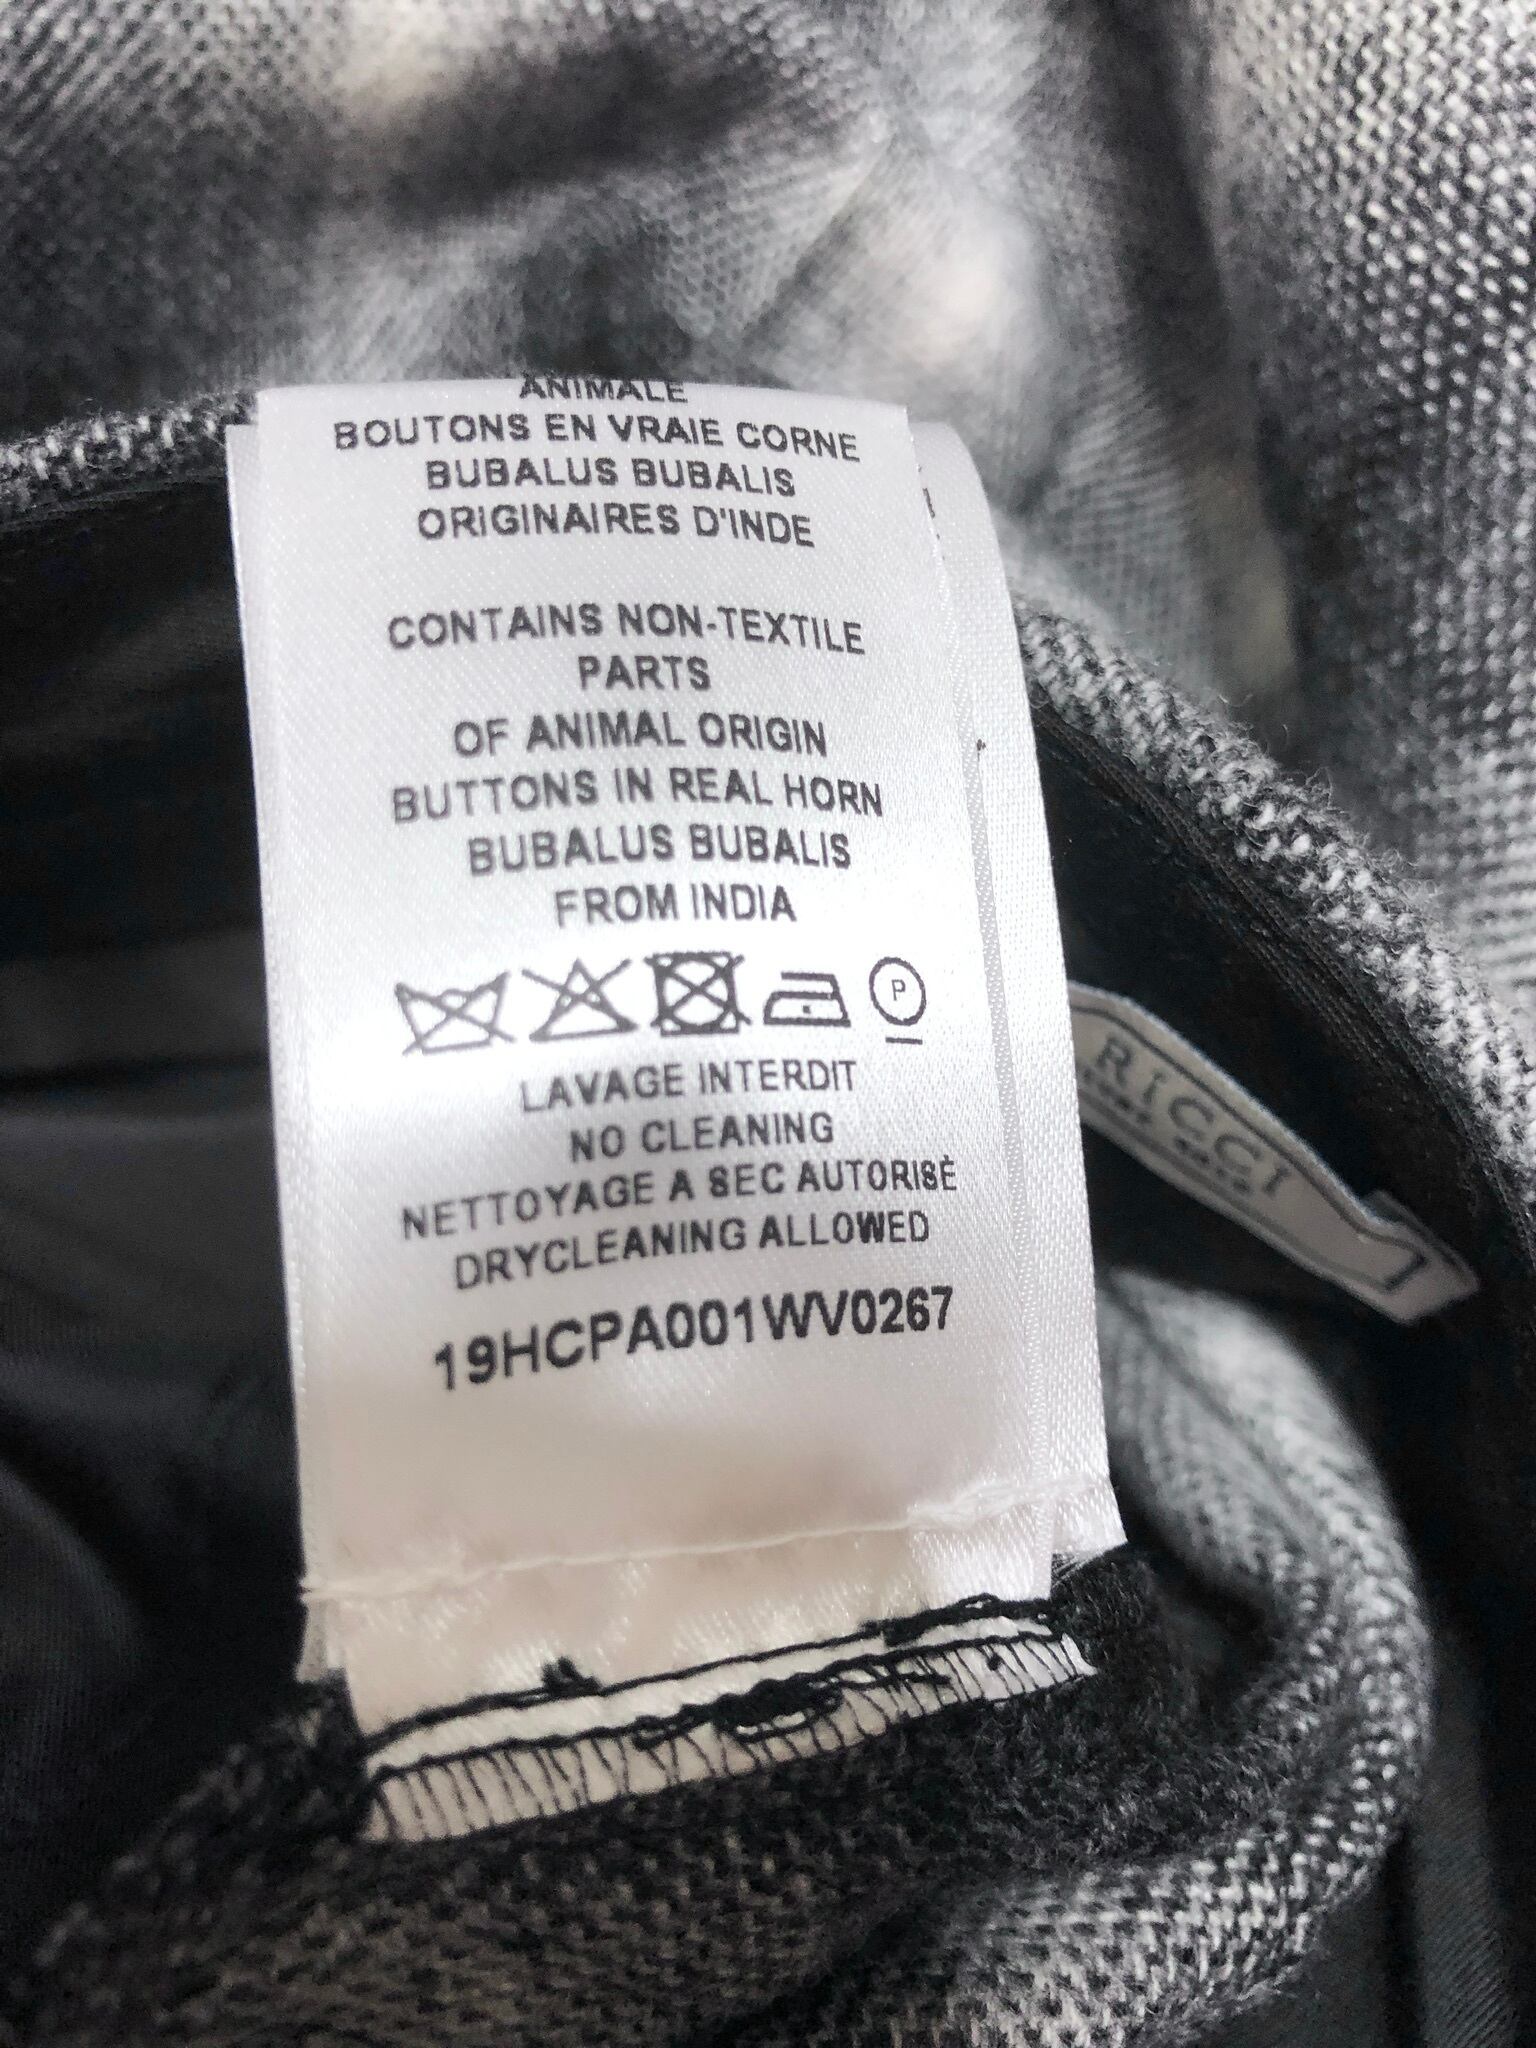 ANIMALE
BOUTONS EN VRAIE CORNE
BUBALUS BUBALIS
ORIGINAIRES D'INDE
CONTAINS NON-TEXTILE
PARTS
OF ANIMAL ORIGIN
BUTTONS IN REAL HORN
BUBALUS BUBALIS
FROM INDIA
P
LAVAGE INTERDIT
NO CLEANING
NETTOYAGE A SEC AUTORISÉ
DRYCLEANING ALLOWED
19HCPA001WV0267
RICCI